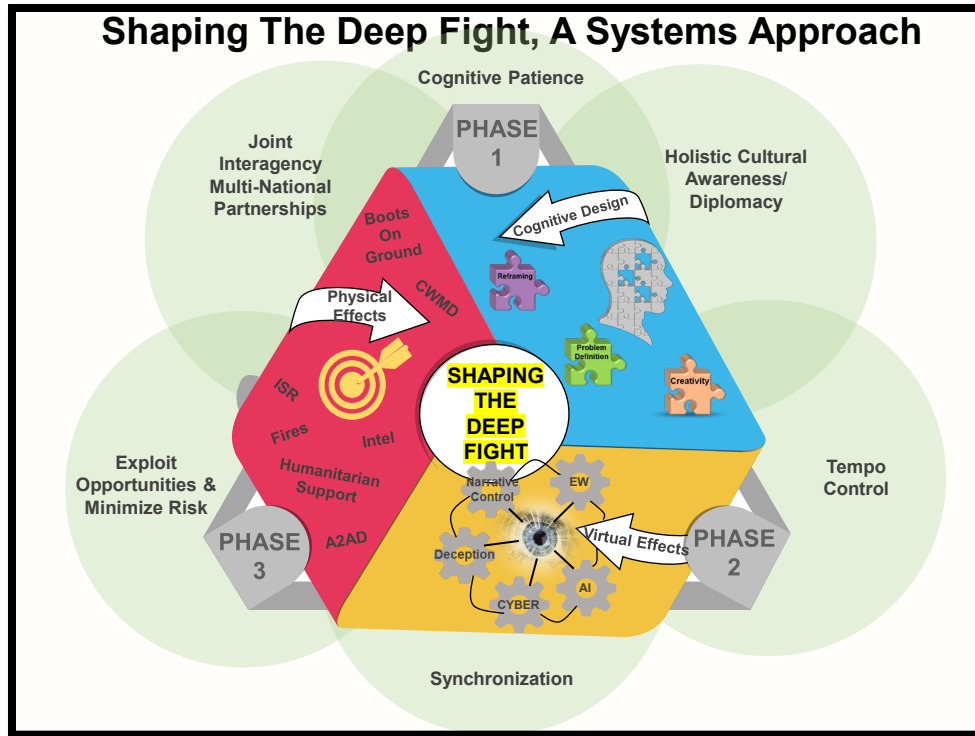 Shaping The Deep Fight, A Systems Approach
Cognitive Patience
PHASE
1
Joint
Interagency
Multi-National
Partnerships
Holistic Cultural
Awareness/
Diplomacy
Boots
On
Ground
Cognitive Design
Reframing
CWMD
Physical
Effects
Problem
Definition
Creativity
SHAPING
THE
DEEP
FIGHT
ISR
Fires
Intel
Humanitarian
Support
A2AD
Exploit
Opportunities &
Minimize Risk
Tempo
Control
Narrative
Control
EW
Virtual Effects
Deception
AI
CYBER
PHASE
2
PHASE
3
Synchronization